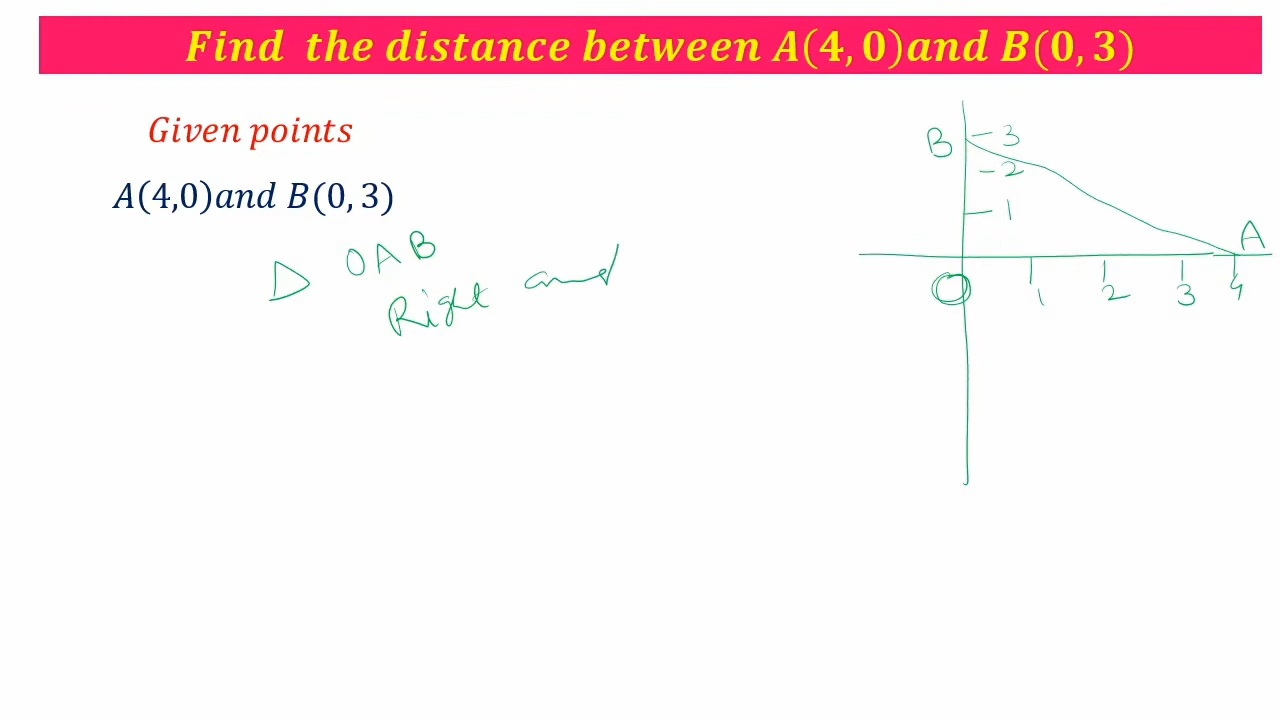 Find the distance between A(4, 0)and B(0, 3)
Given points
A(4,0)and B(0, 3)
OAB
Right
B
3
2
1
A
O
1 2 3 4